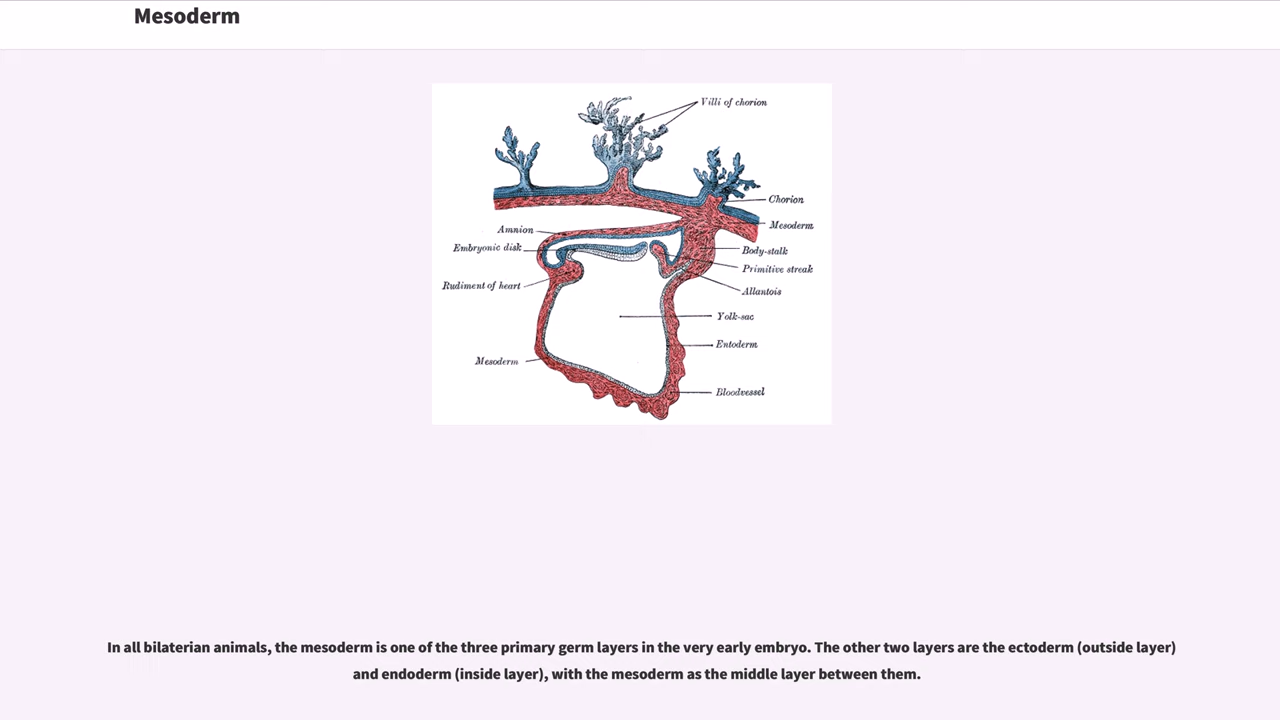 Mesoderm
Villi of chorion
Chorion
Mesoderm
Amnion
Embryonic disk
Body-stalk
Primitive streak
Rudiment of heart
Allantois
Yolk-sac
Entoderm
Mesoderm
Bloodvessel
In all bilaterian animals, the mesoderm is one of the three primary germ layers in the very early embryo. The other two layers are the ectoderm (outside layer)
and endoderm (inside layer), with the mesoderm as the middle layer between them.